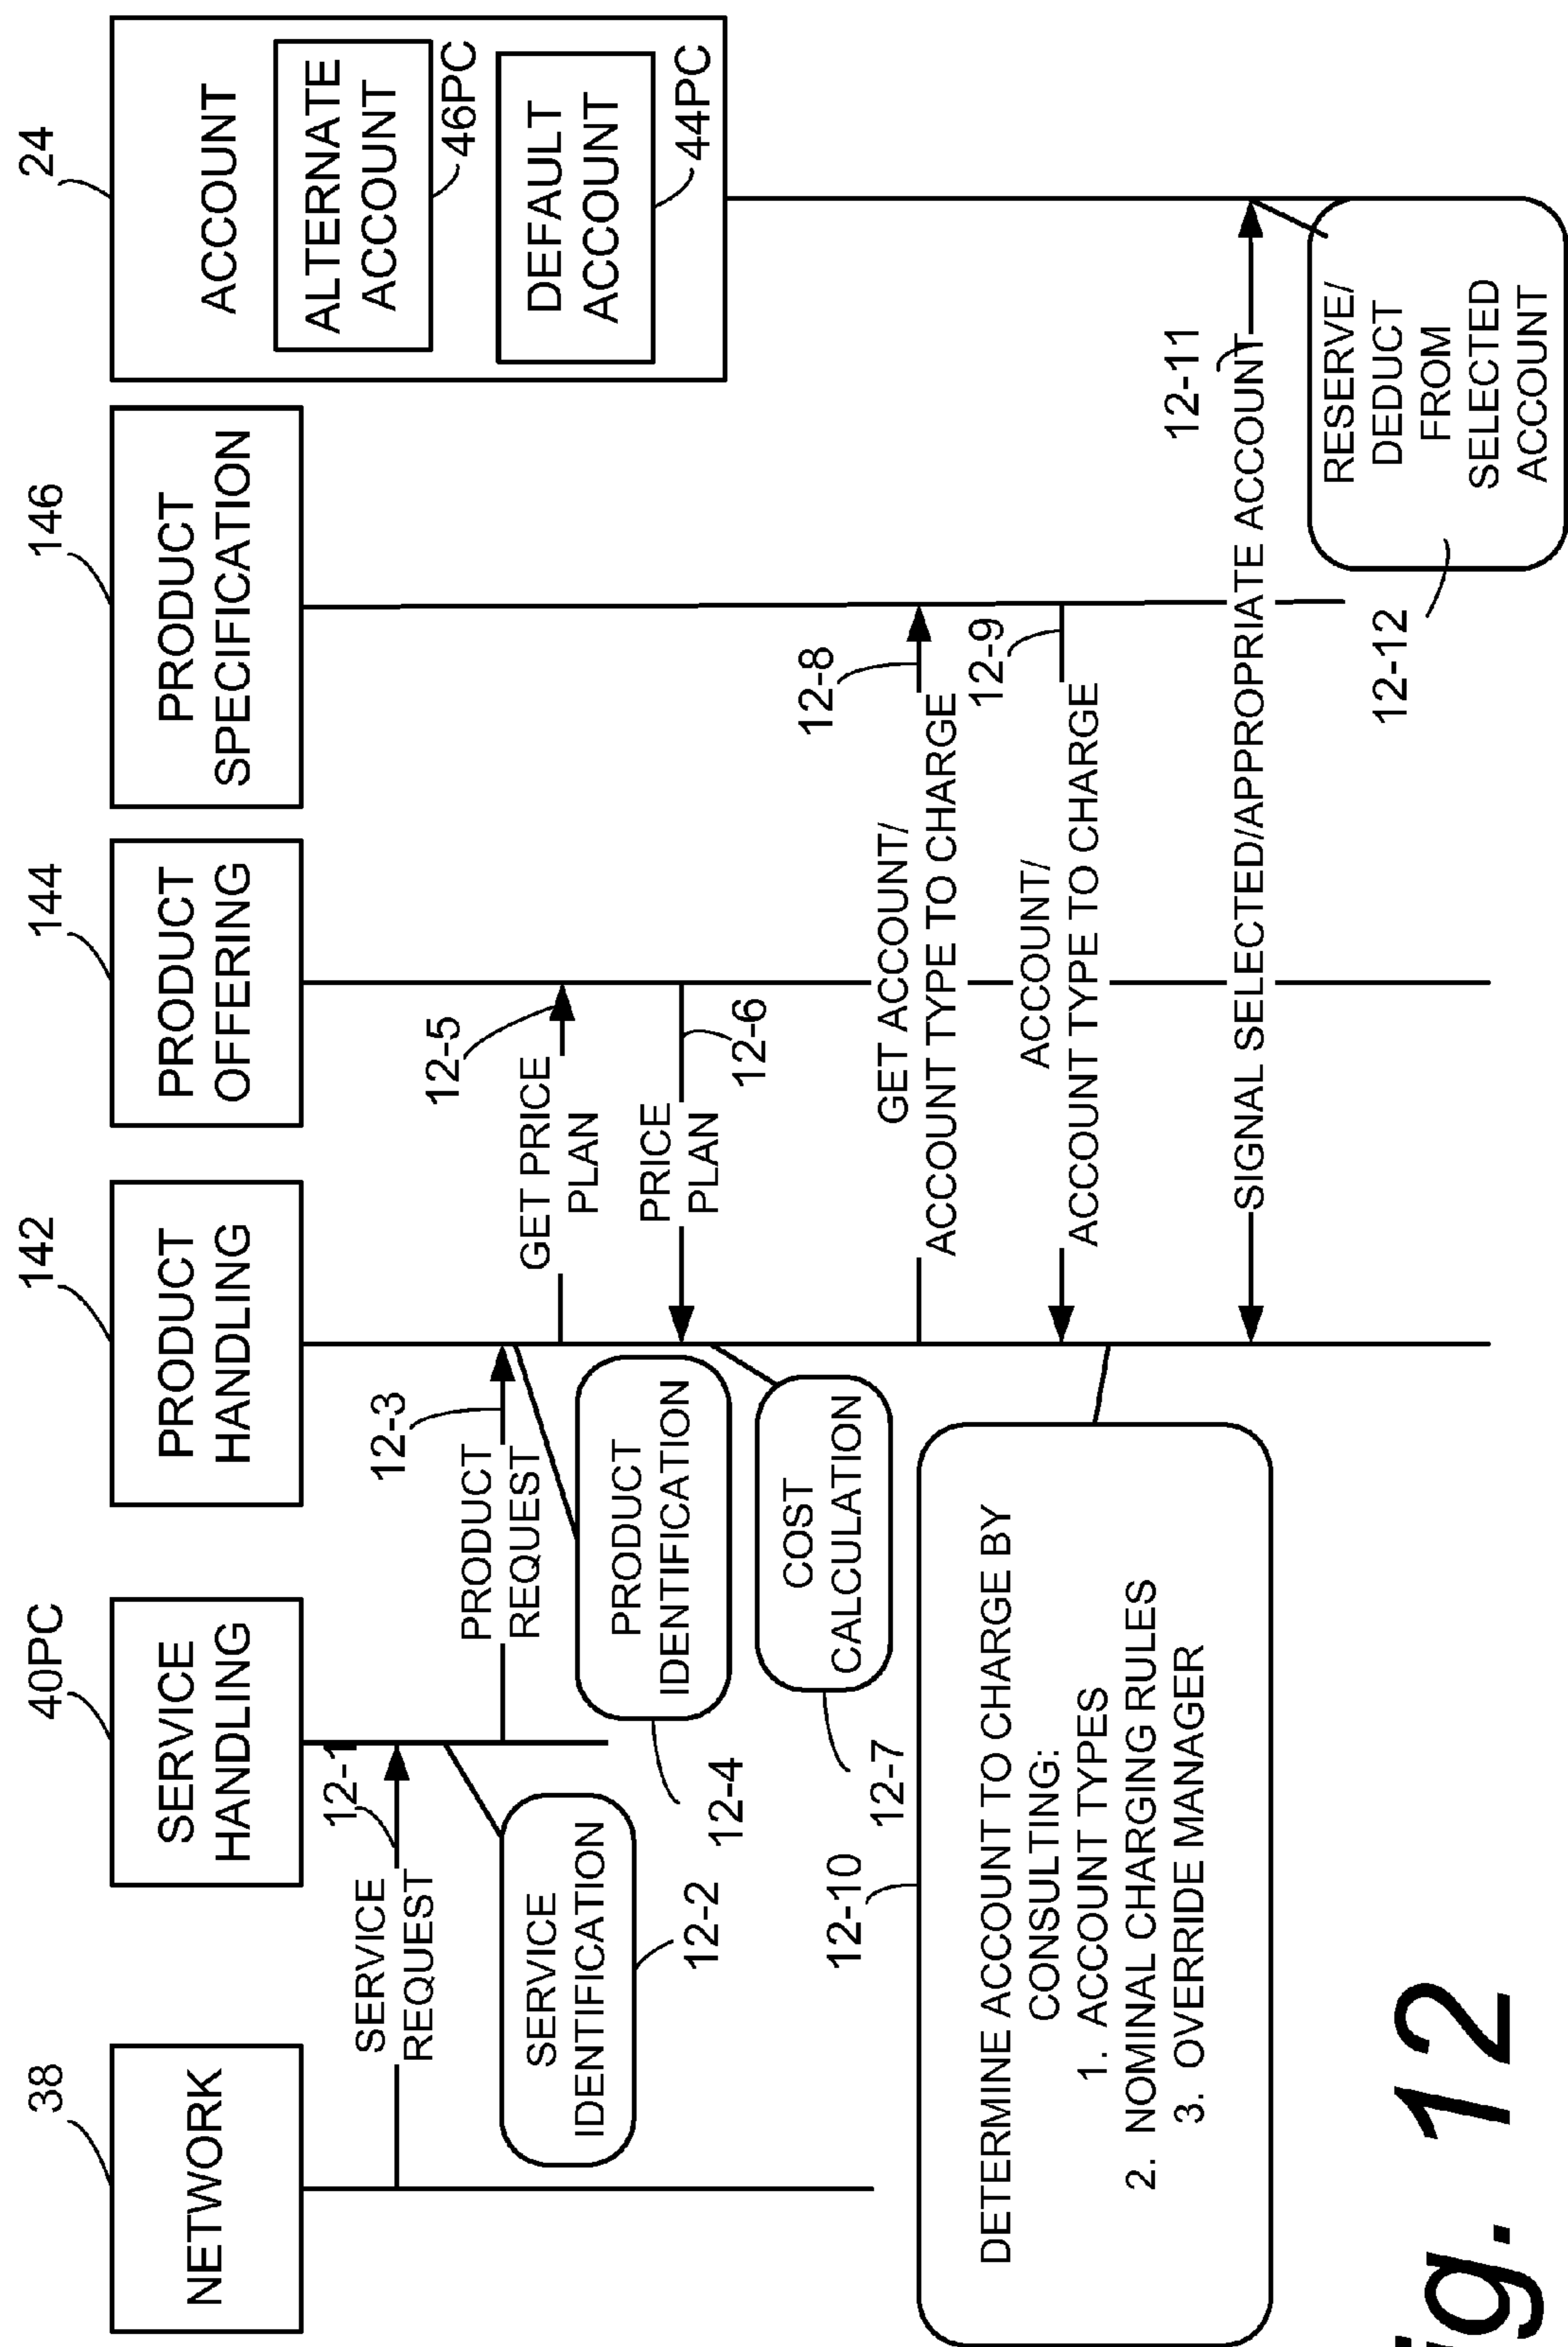 38
NETWORK
40PC
SERVICE
HANDLING
142
PRODUCT
HANDLING
144
PRODUCT
OFFERING
146
PRODUCT
SPECIFICATION
24
ACCOUNT
ALTERNATE
ACCOUNT
46PC
DEFAULT
ACCOUNT
44PC
12-1
SERVICE
REQUEST
SERVICE
IDENTIFICATION
12-2
12-3
PRODUCT
REQUEST
PRODUCT
IDENTIFICATION
12-4
12-5
GET PRICE
PLAN
PRICE
PLAN
12-6
COST
CALCULATION
12-7
12-8
GET ACCOUNT/
ACCOUNT TYPE TO CHARGE
12-9
ACCOUNT/
ACCOUNT TYPE TO CHARGE
12-10
DETERMINE ACCOUNT TO CHARGE BY
CONSULTING:
1. ACCOUNT TYPES
2. NOMINAL CHARGING RULES
3. OVERRIDE MANAGER
12-11
SIGNAL SELECTED/APPROPRIATE ACCOUNT
RESERVE/
DEDUCT
FROM
SELECTED
ACCOUNT
12-12
ig. 12